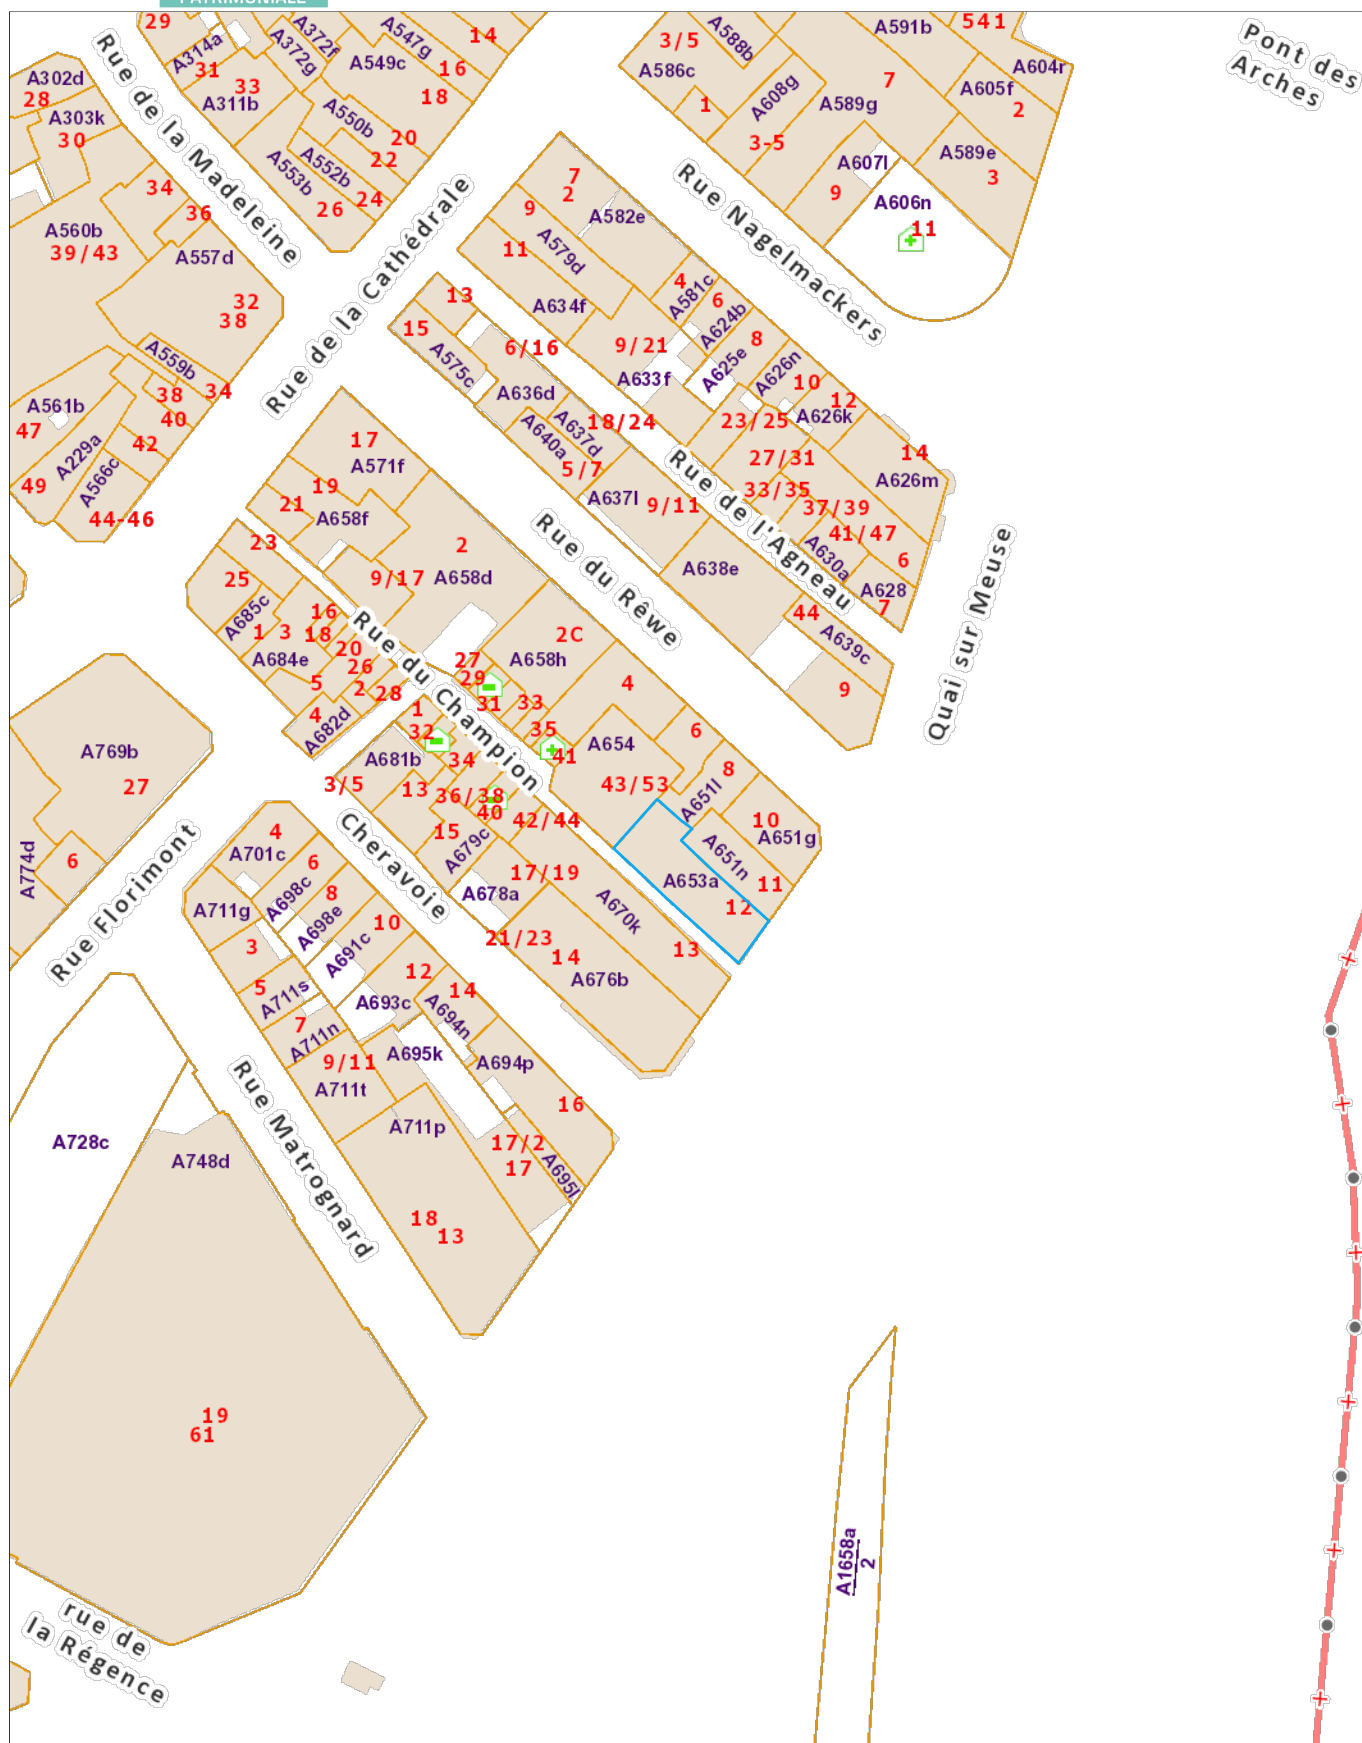 PATRIMONIALE
29
A314a
31
33
A311b
A372g
A372f
A547g
14
A549c
16
18
A550b
20
22
A552b
24
A553b
26
3/5
A588b
A586c
1
A608g
3-5
A591b
541
7
A589g
A604r
A605f
2
A589e
3
A607l
9
A606n
11
Pont des
Arches
A302d
28
A303k
30
Rue de la Madeleine
34
36
A560b
39/43
A557d
32
38
A559b
34
38
40
42
A561b
47
A229a
49
A566c
44-46
Rue de la Cathédrale
Rue Nagelmackers
7
2
9
A582e
A579d
11
A634f
4
A581c
6
A624b
8
A625e
A626n
10
12
A626k
9/21
A633f
14
A626m
23/25
27/31
33/35
37/39
41/47
A630a
6
A628
7
13
15
A575c
6/16
A636d
A637d
18/24
A640a
5/7
A637l
9/11
Rue de l'Agneau
A638e
44
A639c
9
Quai sur Meuse
17
A571f
19
21
A658f
2
A658d
9/17
Rue du Rêwe
23
25
A685c
1
3
16
18
20
26
A684e
5
2
28
4
A682d
Rue du Champion
27
29
31
2C
A658h
33
35
41
4
A654
43/53
6
8
A651l
10
A651g
A651n
11
A653a
12
1
32
A681b
34
3/5
13
36/38
40
42/44
15
A679c
17/19
A678a
A670k
13
21/23
14
A676b
A769b
27
A774d
6
Rue Florimont
Cheravoie
4
A701c
6
A698c
8
A698e
A711g
10
A691c
3
12
5
A711s
14
A694n
A693c
7
A711n
9/11
A695k
A694p
A711t
16
A711p
17/2
17
A695l
18
13
Rue Matrognard
A728c
A748d
19
61
rue de
la Régence
A1658a
2